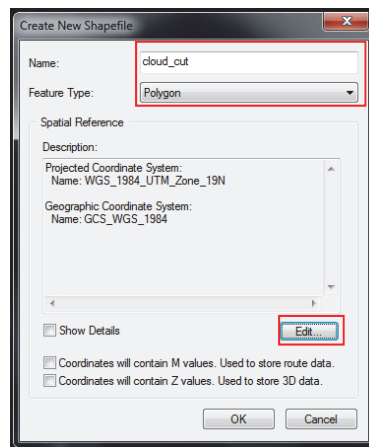 Create New Shapefile
Name: cloud_cut
Feature Type: Polygon
Spatial Reference
Description:
Projected Coordinate System:
Name: WGS_1984_UTM_Zone_19N
Geographic Coordinate System:
Name: GCS_WGS_1984
Show Details Edit...
Coordinates will contain M values. Used to store route data.
Coordinates will contain Z values. Used to store 3D data.
OK Cancel